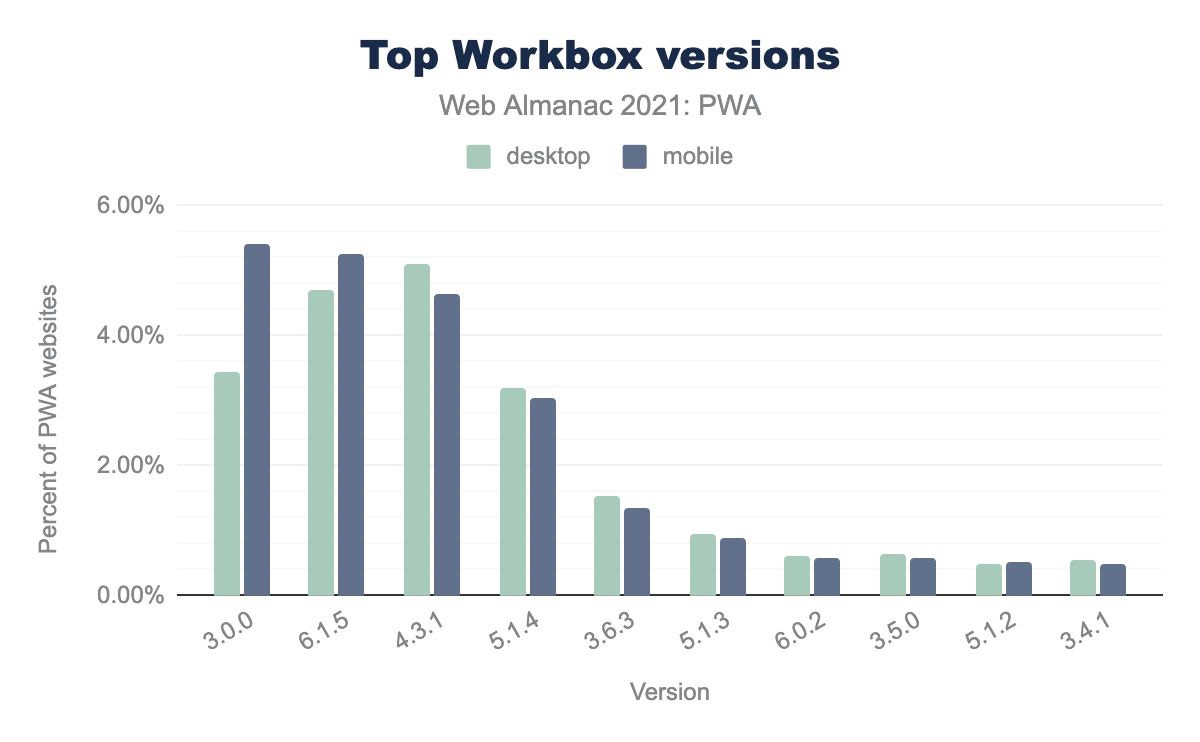 Top Workbox versions
Web Almanac 2021: PWA
desktop mobile
6.00%
4.00%
2.00%
0.00%
Percent of PWA websites
3.0.0 6.1.5 4.3.1 5.1.4 3.6.3 5.1.3 6.0.2 3.5.0 5.1.2 3.4.1
Version